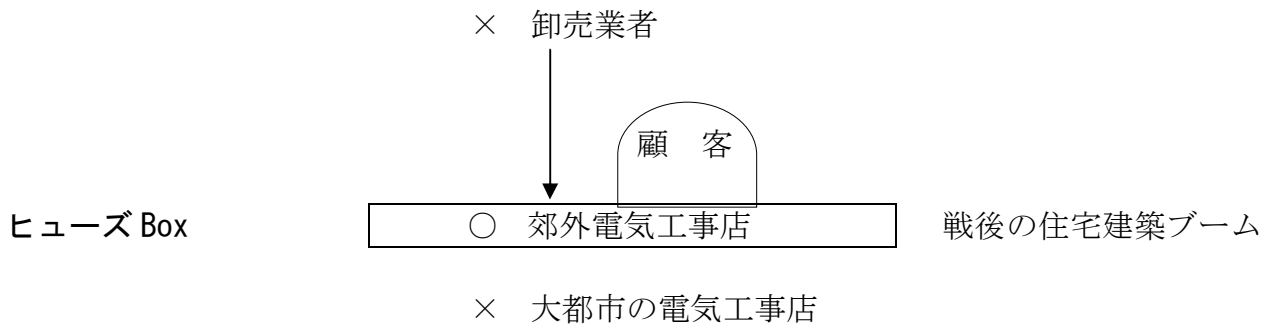 × 卸売業者
顧 客
ヒューズ Box ○ 郊外電気工事店 戦後の住宅建築ブーム
× 大都市の電気工事店